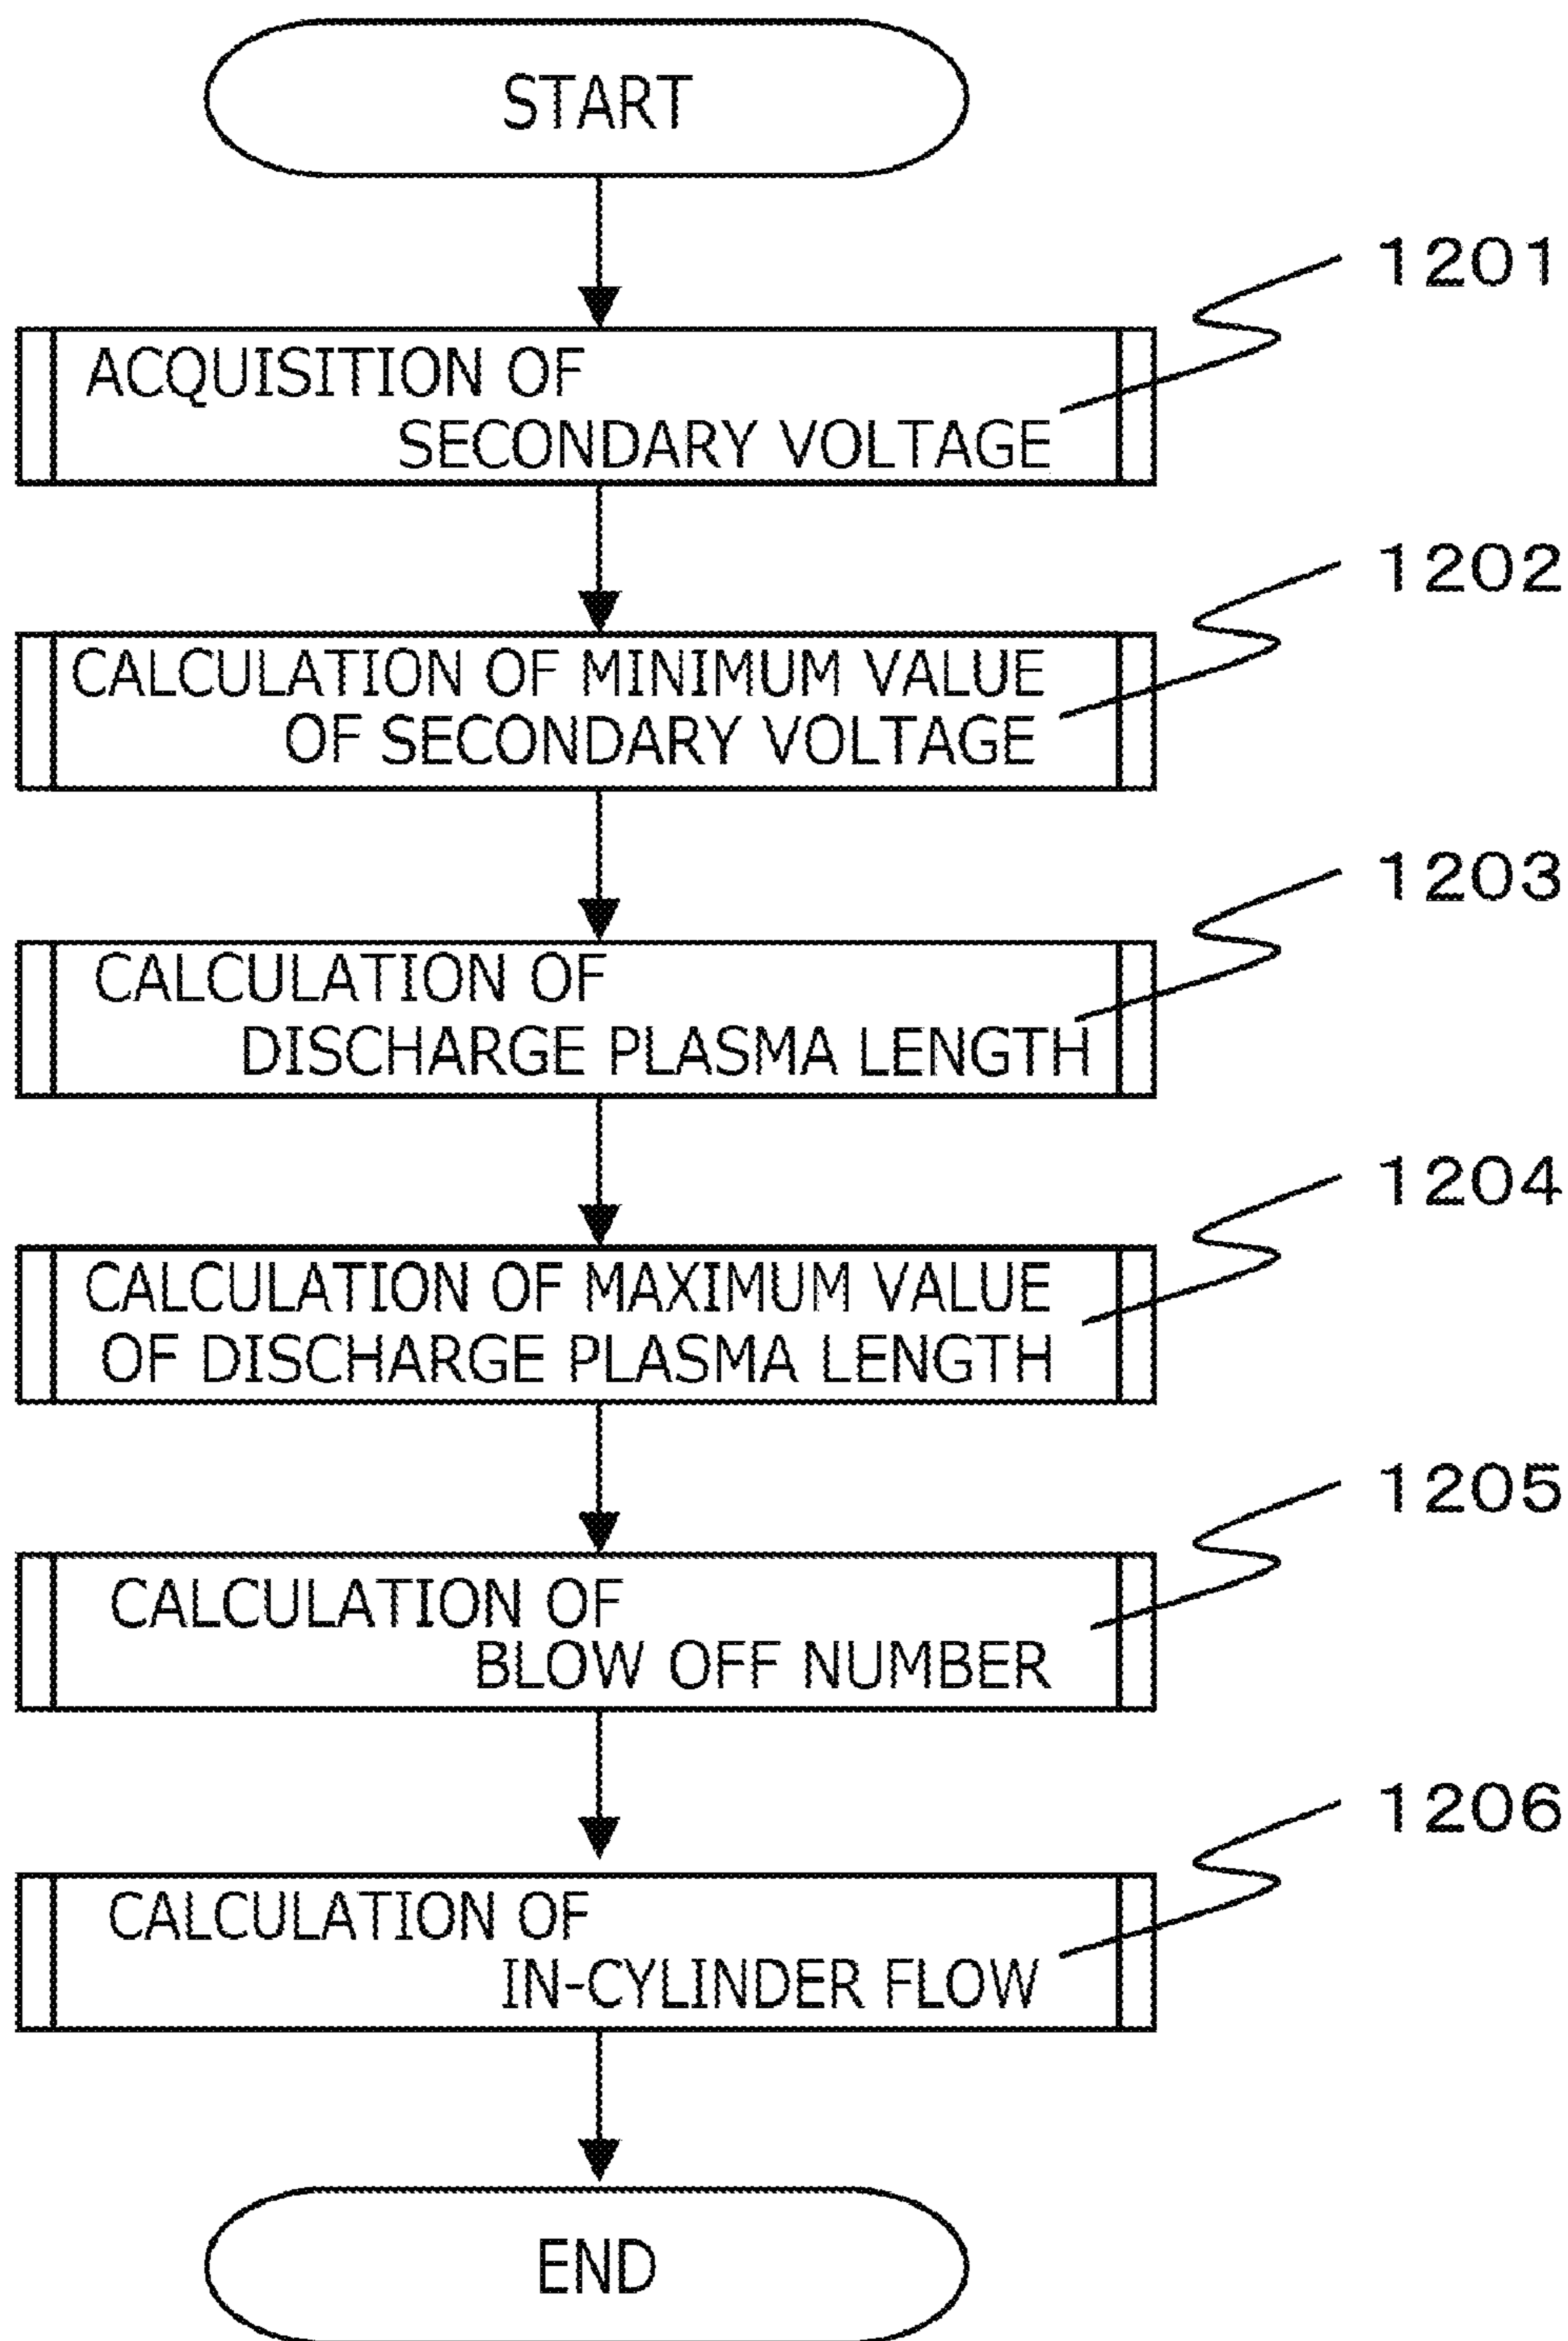 START
1201
ACQUISITION OF
SECONDARY VOLTAGE
1202
CALCULATION OF MINIMUM VALUE
OF SECONDARY VOLTAGE
1203
CALCULATION OF
DISCHARGE PLASMA LENGTH
1204
CALCULATION OF MAXIMUM VALUE
OF DISCHARGE PLASMA LENGTH
1205
CALCULATION OF
BLOW OFF NUMBER
1206
CALCULATION OF
IN-CYLINDER FLOW
END